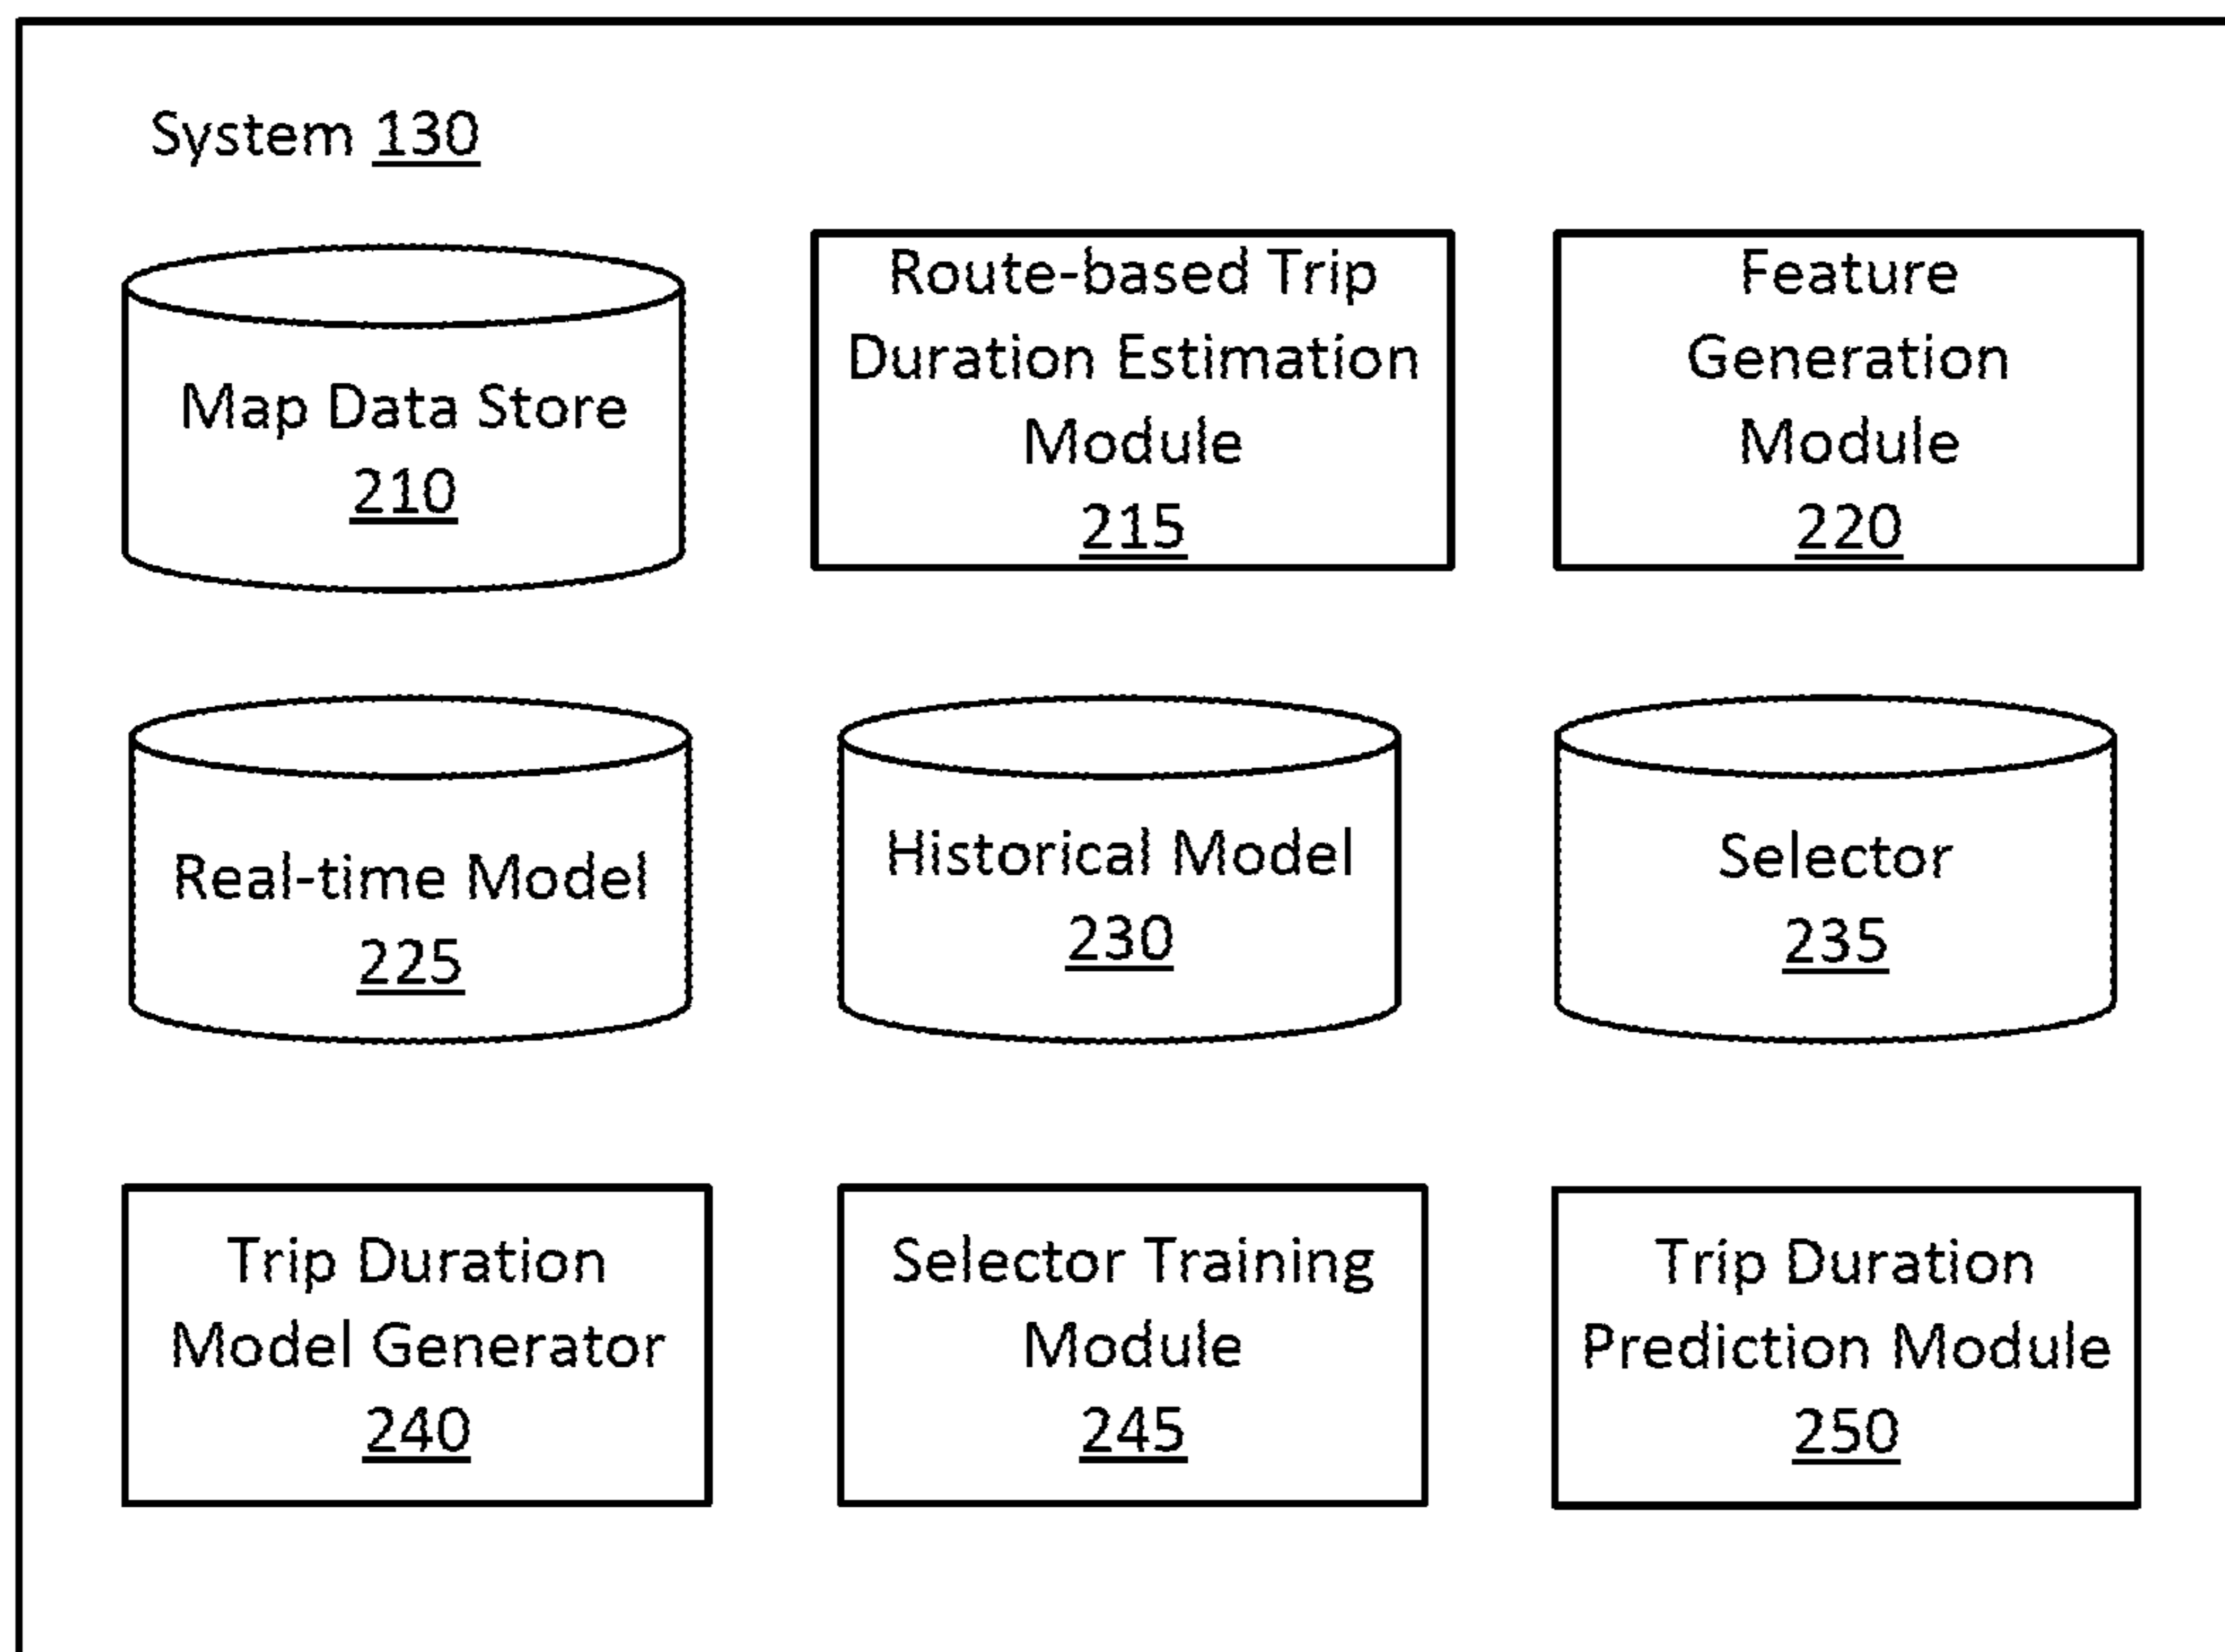 System 130
Map Data Store
210
Route-based Trip
Duration Estimation
Module
215
Feature
Generation
Module
220
Real-time Model
225
Historical Model
230
Selector
235
Trip Duration
Model Generator
240
Selector Training
Module
245
Trip Duration
Prediction Module
250